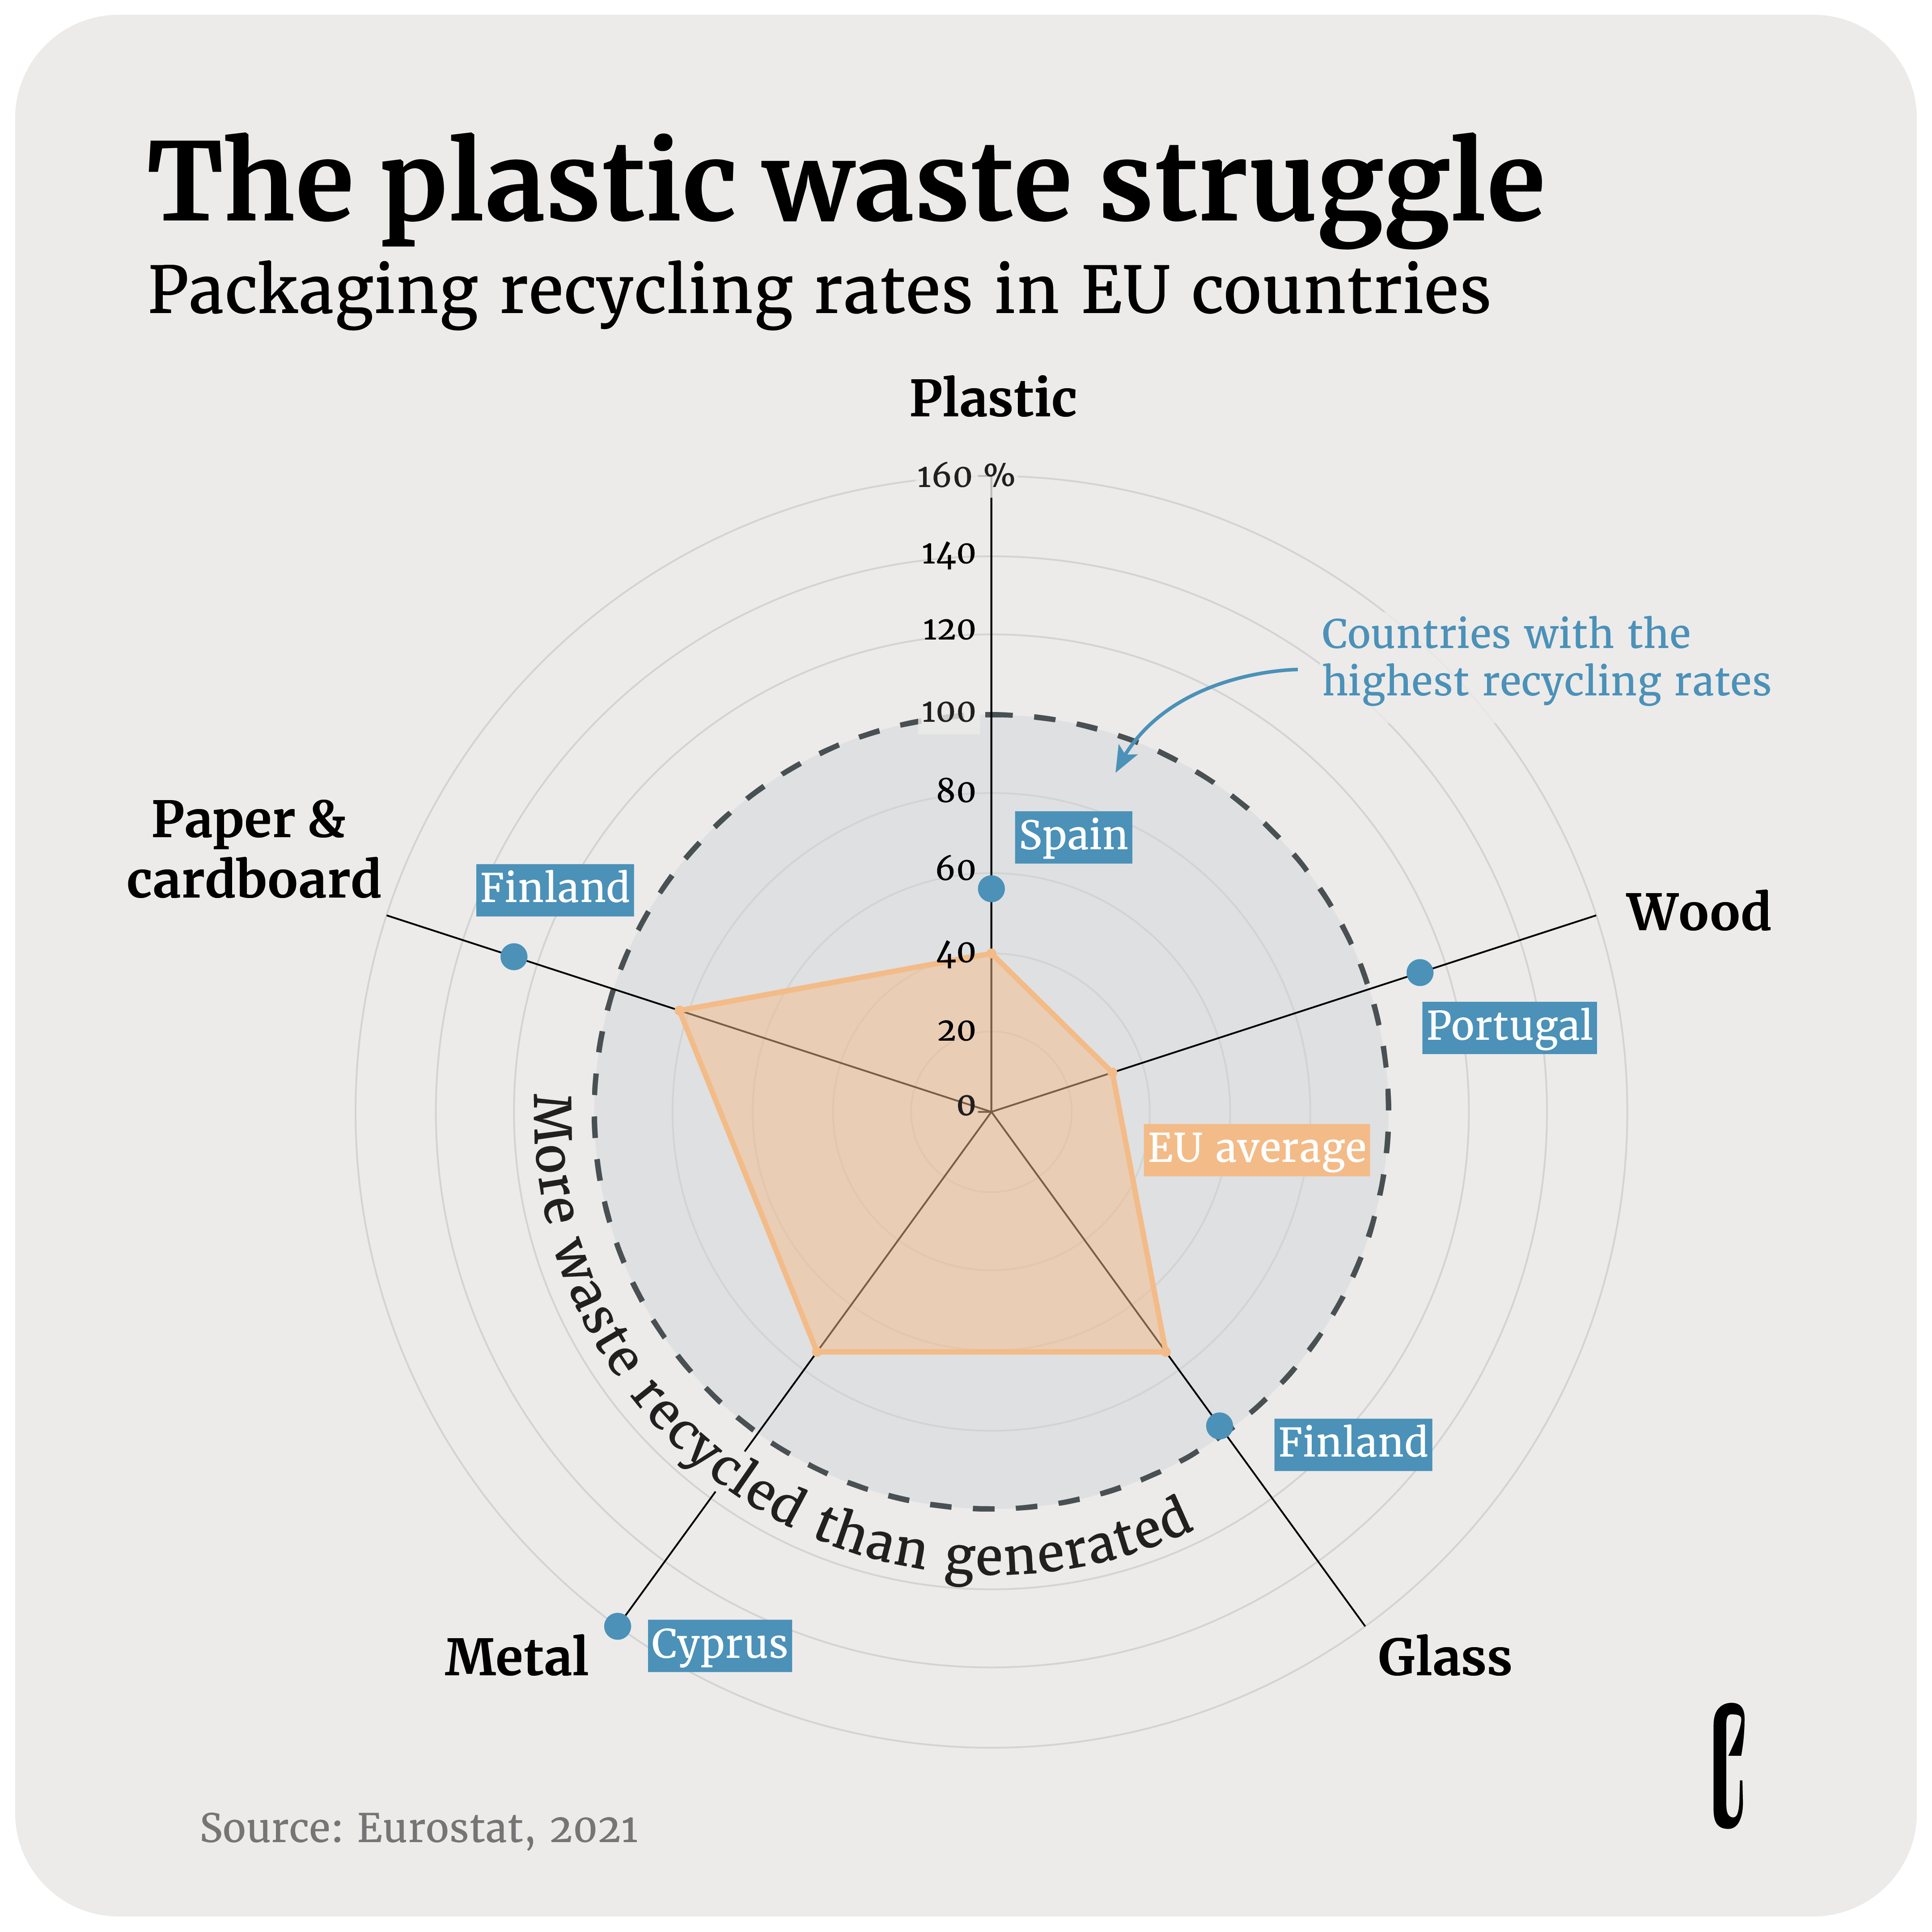 The plastic waste struggle
Packaging recycling rates in EU countries
Plastic
160 %
140
120
100
80
60
40
20
0
Countries with the
highest recycling rates
Spain
Paper &
cardboard
Finland
Wood
Portugal
EU average
More waste recycled than generated
Finland
Metal
Cyprus
Glass
Source: Eurostat, 2021
C